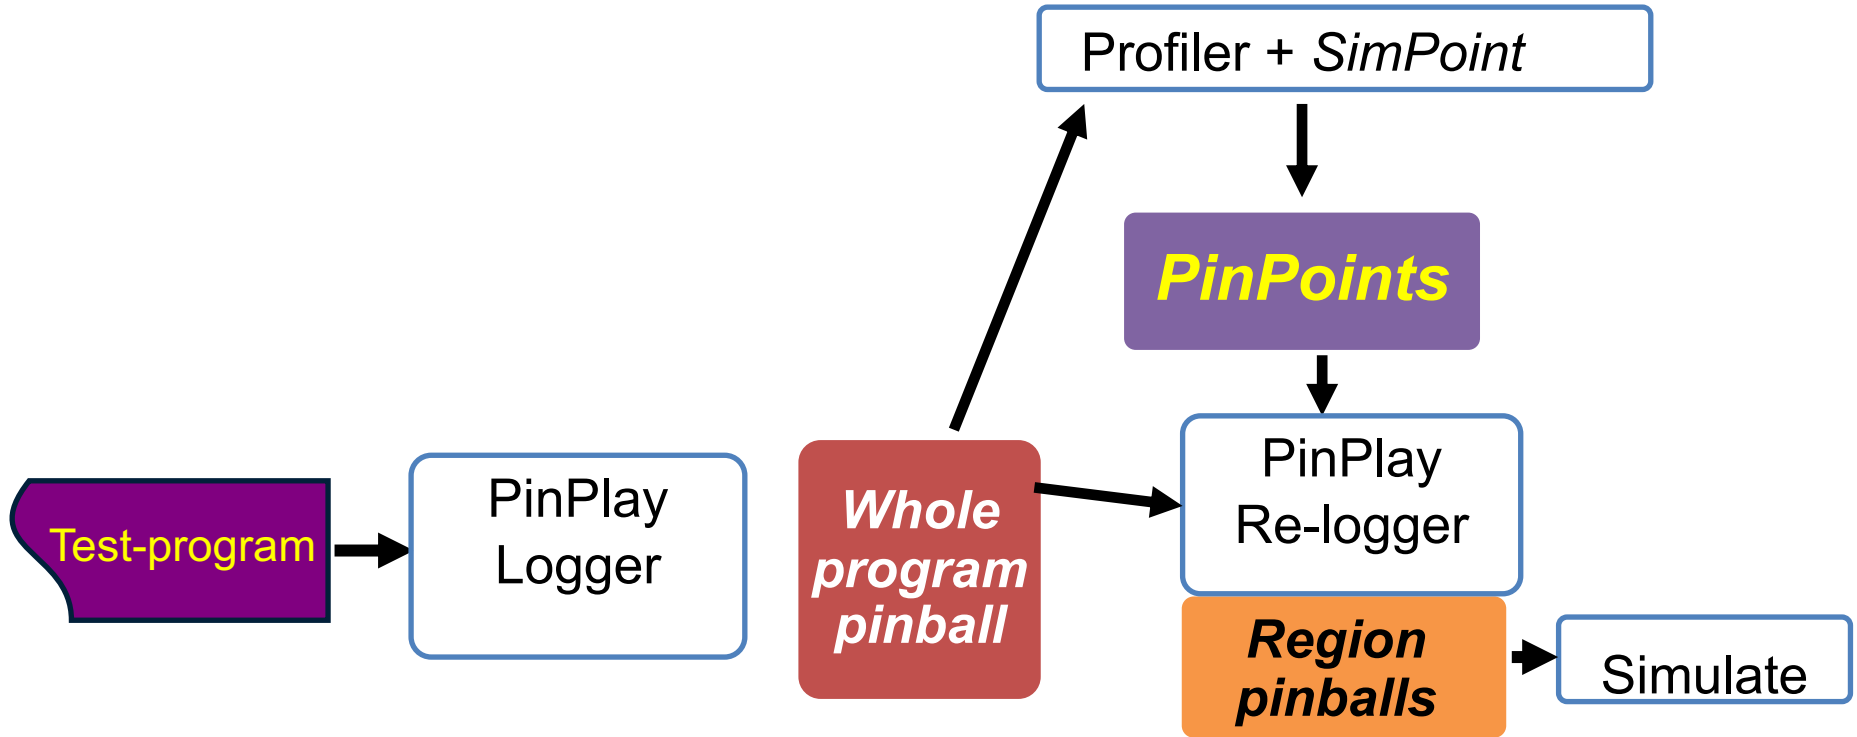 Profiler + SimPoint
PinPoints
Test-program
PinPlay
Logger
Whole
program
pinball
PinPlay
Re-logger
Region
pinballs
Simulate